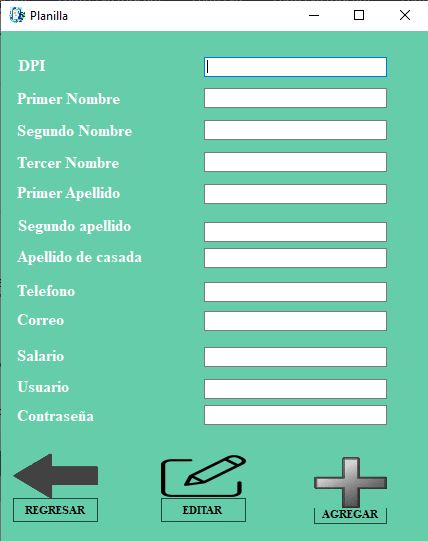 Planilla
DPI
Primer Nombre
Segundo Nombre
Tercer Nombre
Primer Apellido
Segundo apellido
Apellido de casada
Telefono
Correo
Salario
Usuario
Contraseña
REGRESAR
EDITAR
AGREGAR